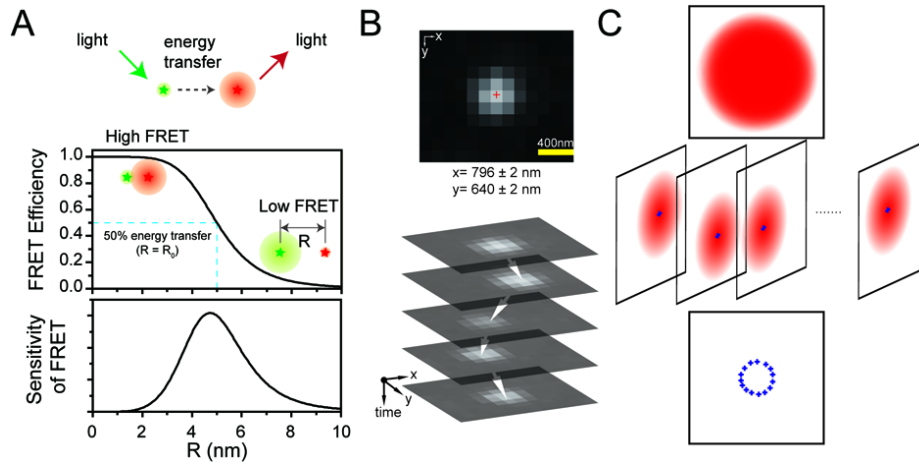 A
light
energy
transfer
light
High FRET
FRET Efficiency
1.0
0.8
0.6
0.4
0.2
0.0
50% energy transfer
(R = R0)
Low FRET
R
Sensitivity
of FRET
0
2
4
6
8
10
R (nm)
B
x
y
400nm
x= 796 ± 2 nm
y= 640 ± 2 nm
x
y
time
C
........